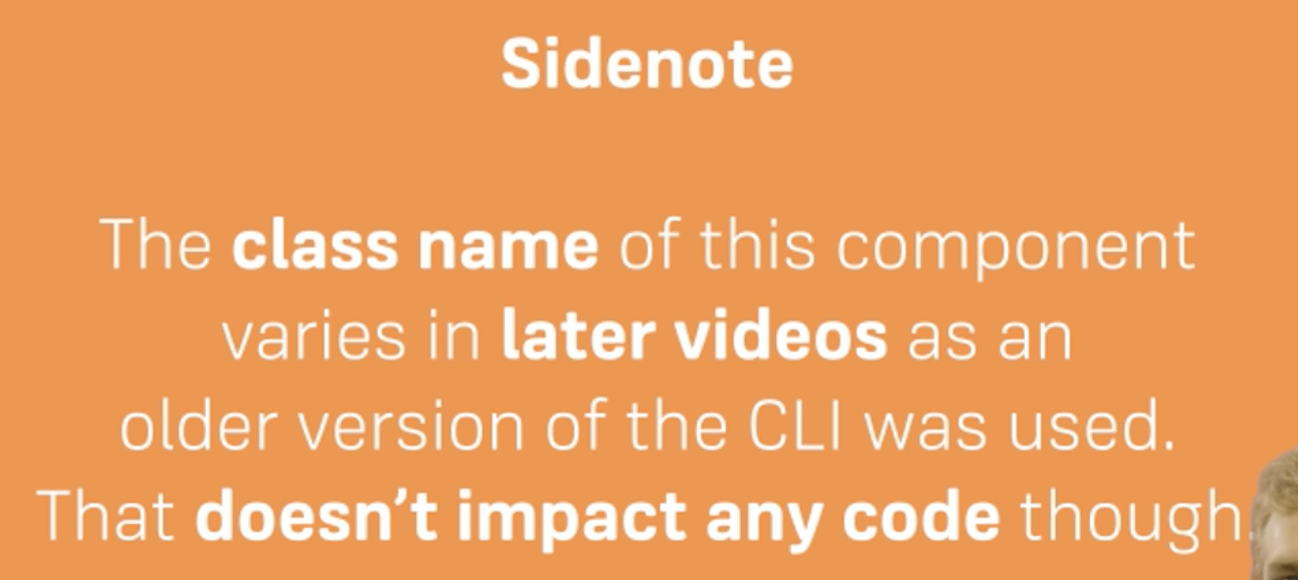 Sidenote
The class name of this component
varies in later videos as an
older version of the CLI was used.
That doesn’t impact any code though.